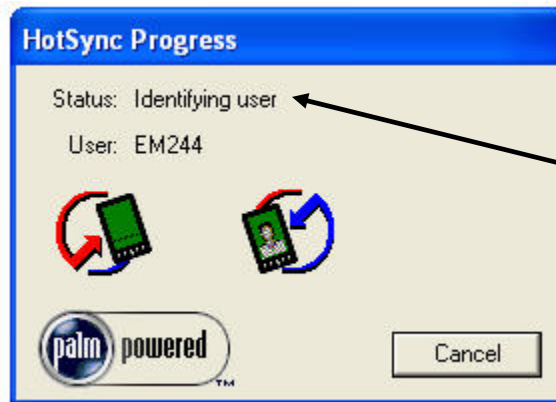 HotSync Progress
Status: Identifying user
User: EM244
palm powered ™
Cancel